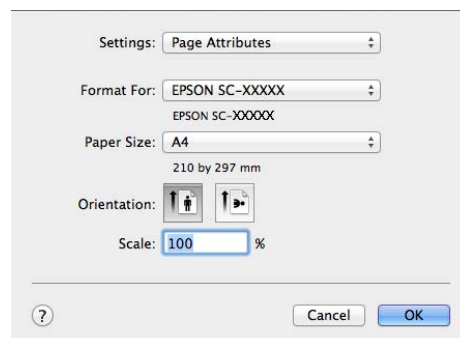 Settings: Page Attributes
Format For: EPSON SC-XXXXX
EPSON SC-XXXXX
Paper Size: A4
210 by 297 mm
Orientation:
Scale: 100 %
? Cancel OK